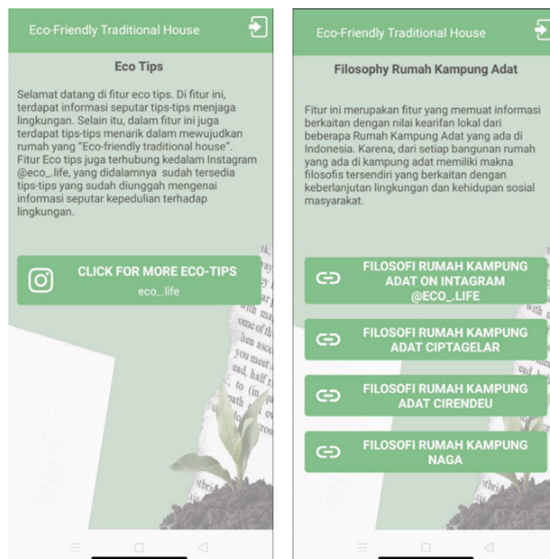 Eco-Friendly Traditional House
Eco Tips
Selamat datang di fitur eco tips. Di fitur ini,
terdapat informasi seputar tips-tips menjaga
lingkungan. Selain itu, dalam fitur ini juga
terdapat tips-tips menarik dalam mewujudkan
rumah yang “Eco-friendly traditional house”.
Fitur Eco tips juga terhubung kedalam Instagram
@eco_.life, yang didalamnya sudah tersedia
tips-tips yang sudah diunggah mengenai
informasi seputar kepedulian terhadap
lingkungan.
CLICK FOR MORE ECO-TIPS
eco_.life
Eco-Friendly Traditional House
Filosophy Rumah Kampung Adat
Fitur ini merupakan fitur yang memuat informasi
berkaitan dengan nilai kearifan lokal dari
beberapa Rumah Kampung Adat yang ada di
Indonesia. Karena, dari setiap bangunan rumah
yang ada di kampung adat memiliki makna
filosofis tersendiri yang berkaitan dengan
keberlanjutan lingkungan dan kehidupan sosial
masyarakat.
FILOSOFI RUMAH KAMPUNG
ADAT ON INTAGRAM
@ECO_.LIFE
FILOSOFI RUMAH KAMPUNG
ADAT CIPTAGELAR
FILOSOFI RUMAH KAMPUNG
ADAT CIRENDEU
FILOSOFI RUMAH KAMPUNG
NAGA